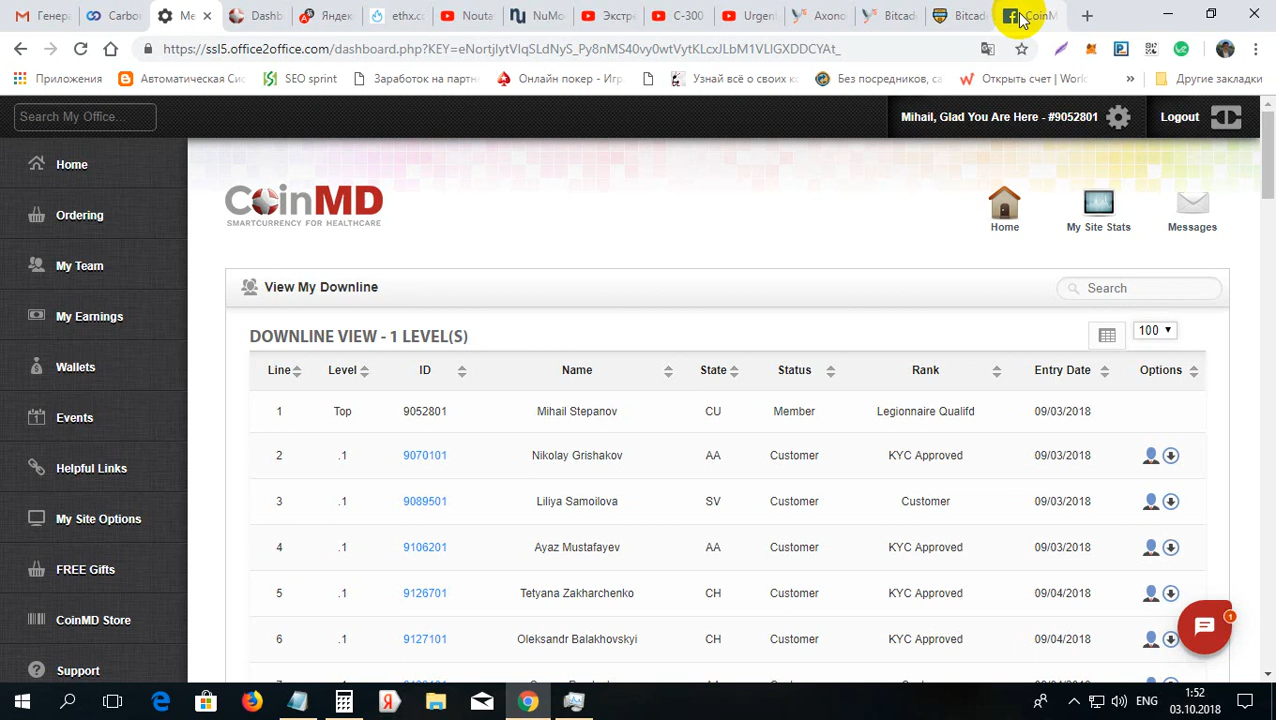 Генера
Carbor
Me
Dashb
Яндек
ethx.c
Nouta
NuMo
Экстре
C-300
Urgent
Axono
Bitcad
Bitcade
CoinM
https://ssl5.office2office.com/dashboard.php?KEY=
Приложения
Автоматическая Сис
SEO sprint
Заработок на партн
Онлайн покер - Игр
Узнай всё о своих ко
Без посредников, са
Открыть счет | Worl
»
Другие закладки
Search My Office...
Mihail, Glad You Are Here - #9052801
Logout
Home
Ordering
My Team
My Earnings
Wallets
Events
Helpful Links
My Site Options
FREE Gifts
CoinMD Store
Support
CoinMD
SMARTCURRENCY FOR HEALTHCARE
Home
My Site Stats
Messages
View My Downline
Search
DOWNLINE VIEW - 1 LEVEL(S)
100
Line Level ID Name State Status Rank Entry Date Options
1 Top 9052801 Mihail Stepanov CU Member Legionnaire Qualifd 09/03/2018
2 .1 9070101 Nikolay Grishakov AA Customer KYC Approved 09/03/2018
3 .1 9089501 Liliya Samoilova SV Customer Customer 09/03/2018
4 .1 9106201 Ayaz Mustafayev AA Customer KYC Approved 09/03/2018
5 .1 9126701 Tetyana Zakharchenko CH Customer KYC Approved 09/04/2018
6 .1 9127101 Oleksandr Balakhovskyi CH Customer KYC Approved 09/04/2018
1
ENG
1:52
03.10.2018